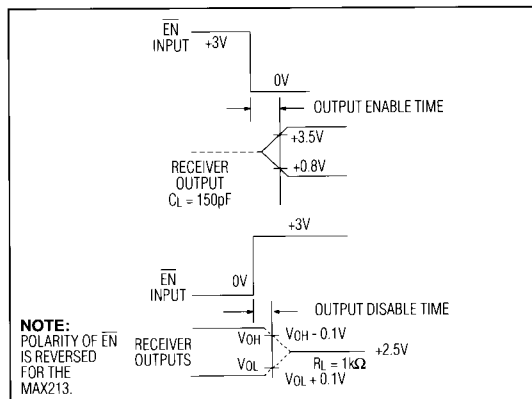 EN
INPUT
+3V
0V
OUTPUT ENABLE TIME
+3.5V
+0.8V
RECEIVER
OUTPUT
CL = 150pF
+3V
0V
EN
INPUT
OUTPUT DISABLE TIME
NOTE:
POLARITY OF EN
IS REVERSED
FOR THE
MAX213.
RECEIVER
OUTPUTS
VOH
VOH - 0.1V
+2.5V
VOL
RL = 1kΩ
VOL + 0.1V